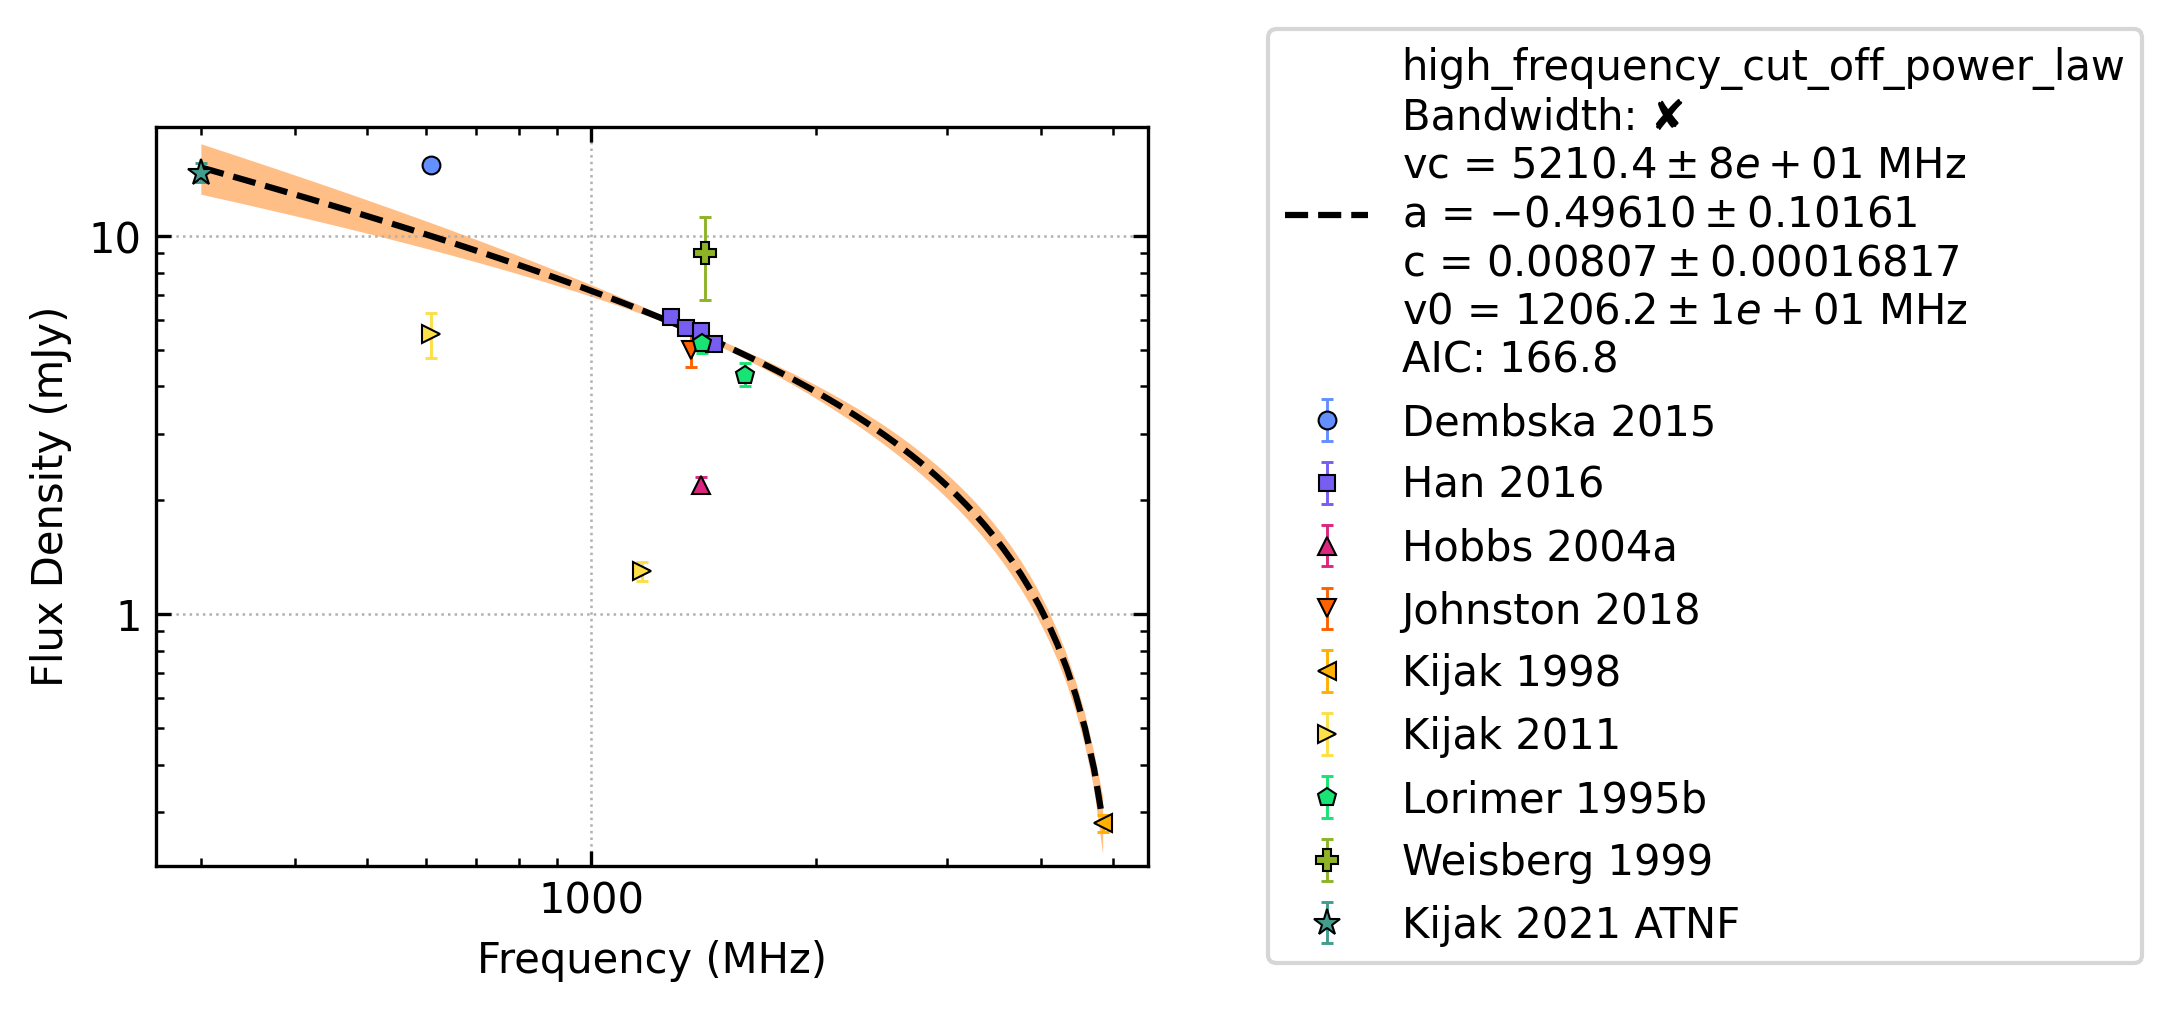 high_frequency_cut_off_power_law
Bandwidth: ✘
vc = 5210.4 ± 8e + 01 MHz
a = −0.49610 ± 0.10161
c = 0.00807 ± 0.00016817
v0 = 1206.2 ± 1e + 01 MHz
AIC: 166.8
Dembska 2015
Han 2016
Hobbs 2004a
Johnston 2018
Kijak 1998
Kijak 2011
Lorimer 1995b
Weisberg 1999
Kijak 2021 ATNF
Flux Density (mJy)
10
1
1000
Frequency (MHz)